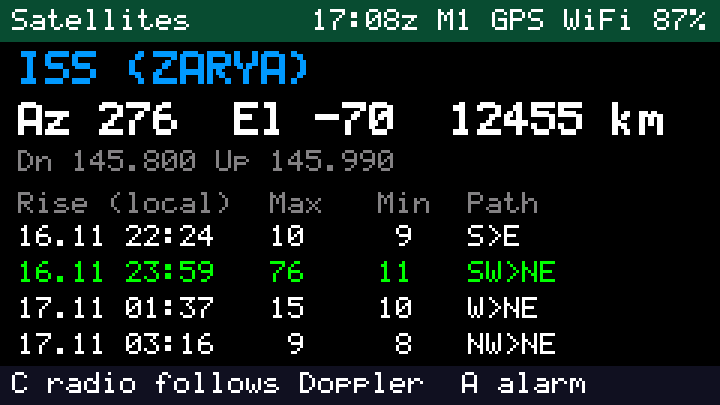 Satellites 17:08z M1 GPS WiFi 87%
ISS (ZARYA)
Az 276 El -70 12455 km
Dn 145.800 Up 145.990
Rise (local) Max Min Path
16.11 22:24 10 9 S>E
16.11 23:59 76 11 SW>NE
17.11 01:37 15 10 W>NE
17.11 03:16 9 8 NW>NE
C radio follows Doppler A alarm